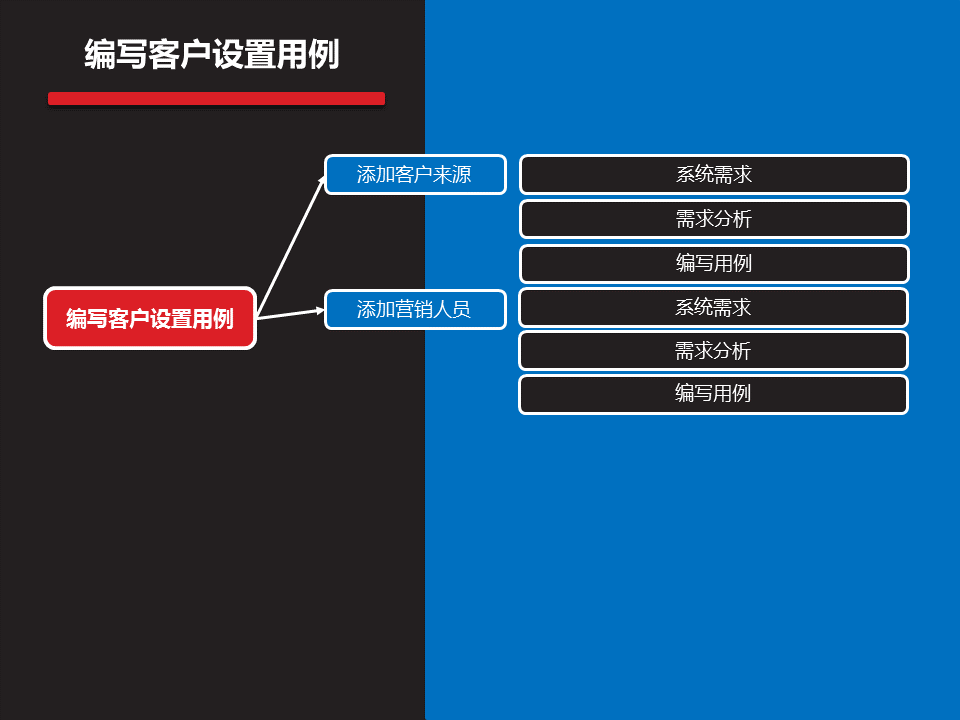 编写客户设置用例
添加客户来源
系统需求
需求分析
编写用例
编写客户设置用例
添加营销人员
系统需求
需求分析
编写用例